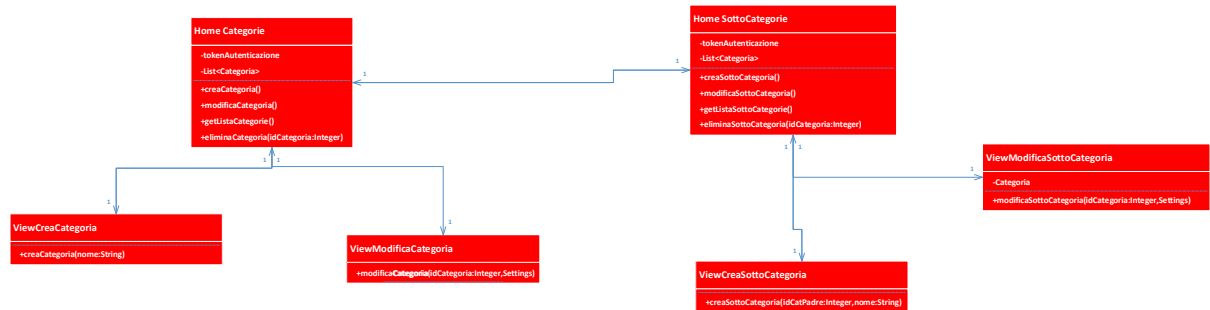 Home Categorie
-tokenAutenticazione
-List<Categoria>
+creaCategoria()
+modificaCategoria()
+getListaCategorie()
+eliminaCategoria(idCategoria:Integer)
1
1
Home SottoCategorie
-tokenAutenticazione
-List<Categoria>
+creaSottoCategoria()
+modificaSottoCategoria()
+getListaSottoCategorie()
+eliminaSottoCategoria(idCategoria:Integer)
1 1
1 1
1
ViewModificaSottoCategoria
-Categoria
+modificaSottoCategoria(idCategoria:Integer,Settings)
1
ViewCreaCategoria
+creaCategoria(nome:String)
1
ViewModificaCategoria
+modificaCategoria(idCategoria:Integer,Settings)
1
ViewCreaSottoCategoria
+creaSottoCategoria(idCatPadre:Integer,nome:String)